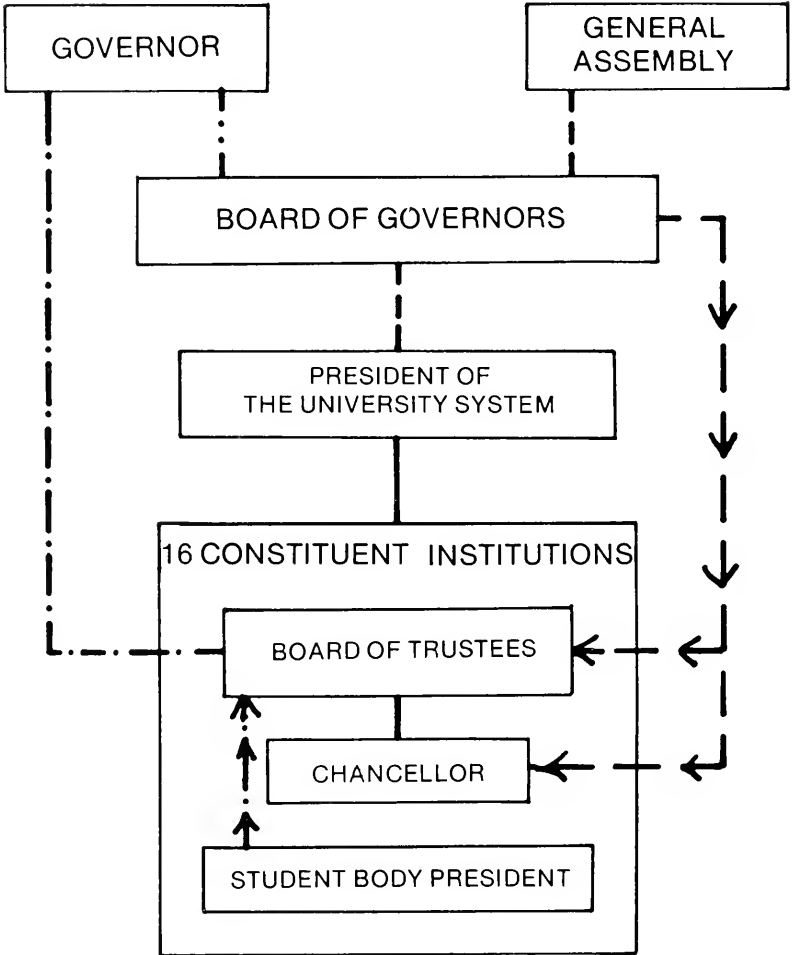 GOVERNOR
GENERAL
ASSEMBLY
BOARD OF GOVERNORS
PRESIDENT OF
THE UNIVERSITY SYSTEM
16 CONSTITUENT INSTITUTIONS
BOARD OF TRUSTEES
CHANCELLOR
STUDENT BODY PRESIDENT